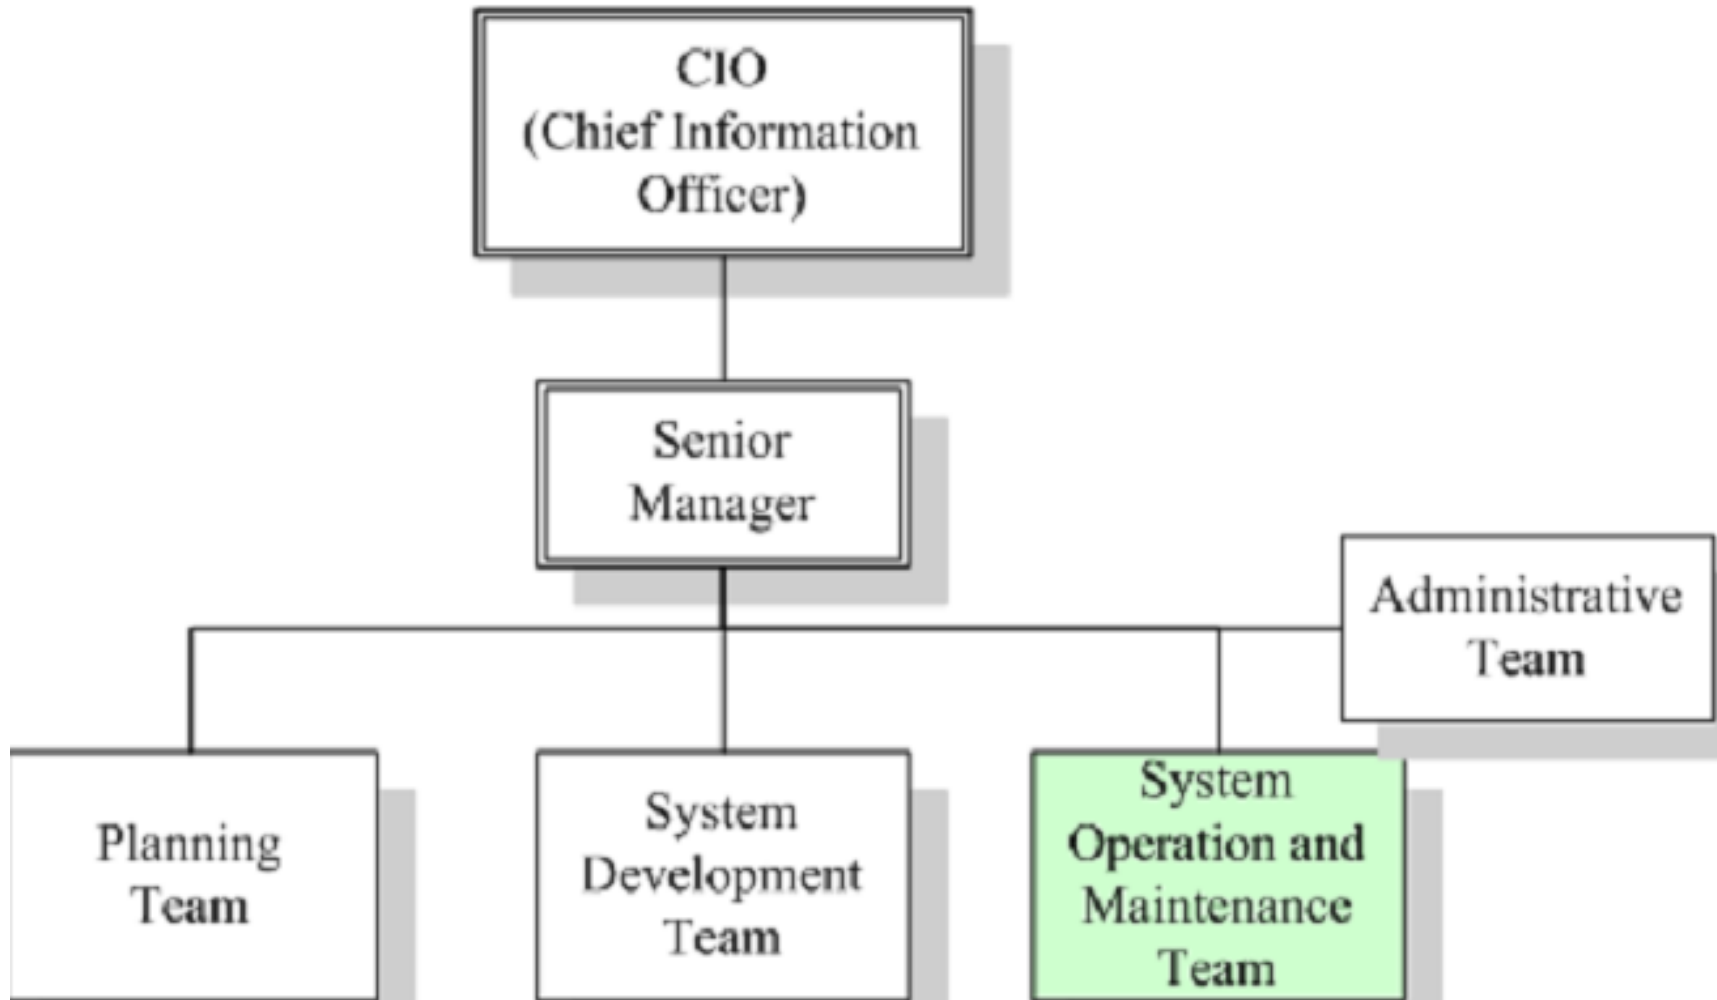 CIO
(Chief Information
Officer)
Senior
Manager
Administrative
Team
Planning
Team
System
Development
Team
System
Operation and
Maintenance
Team